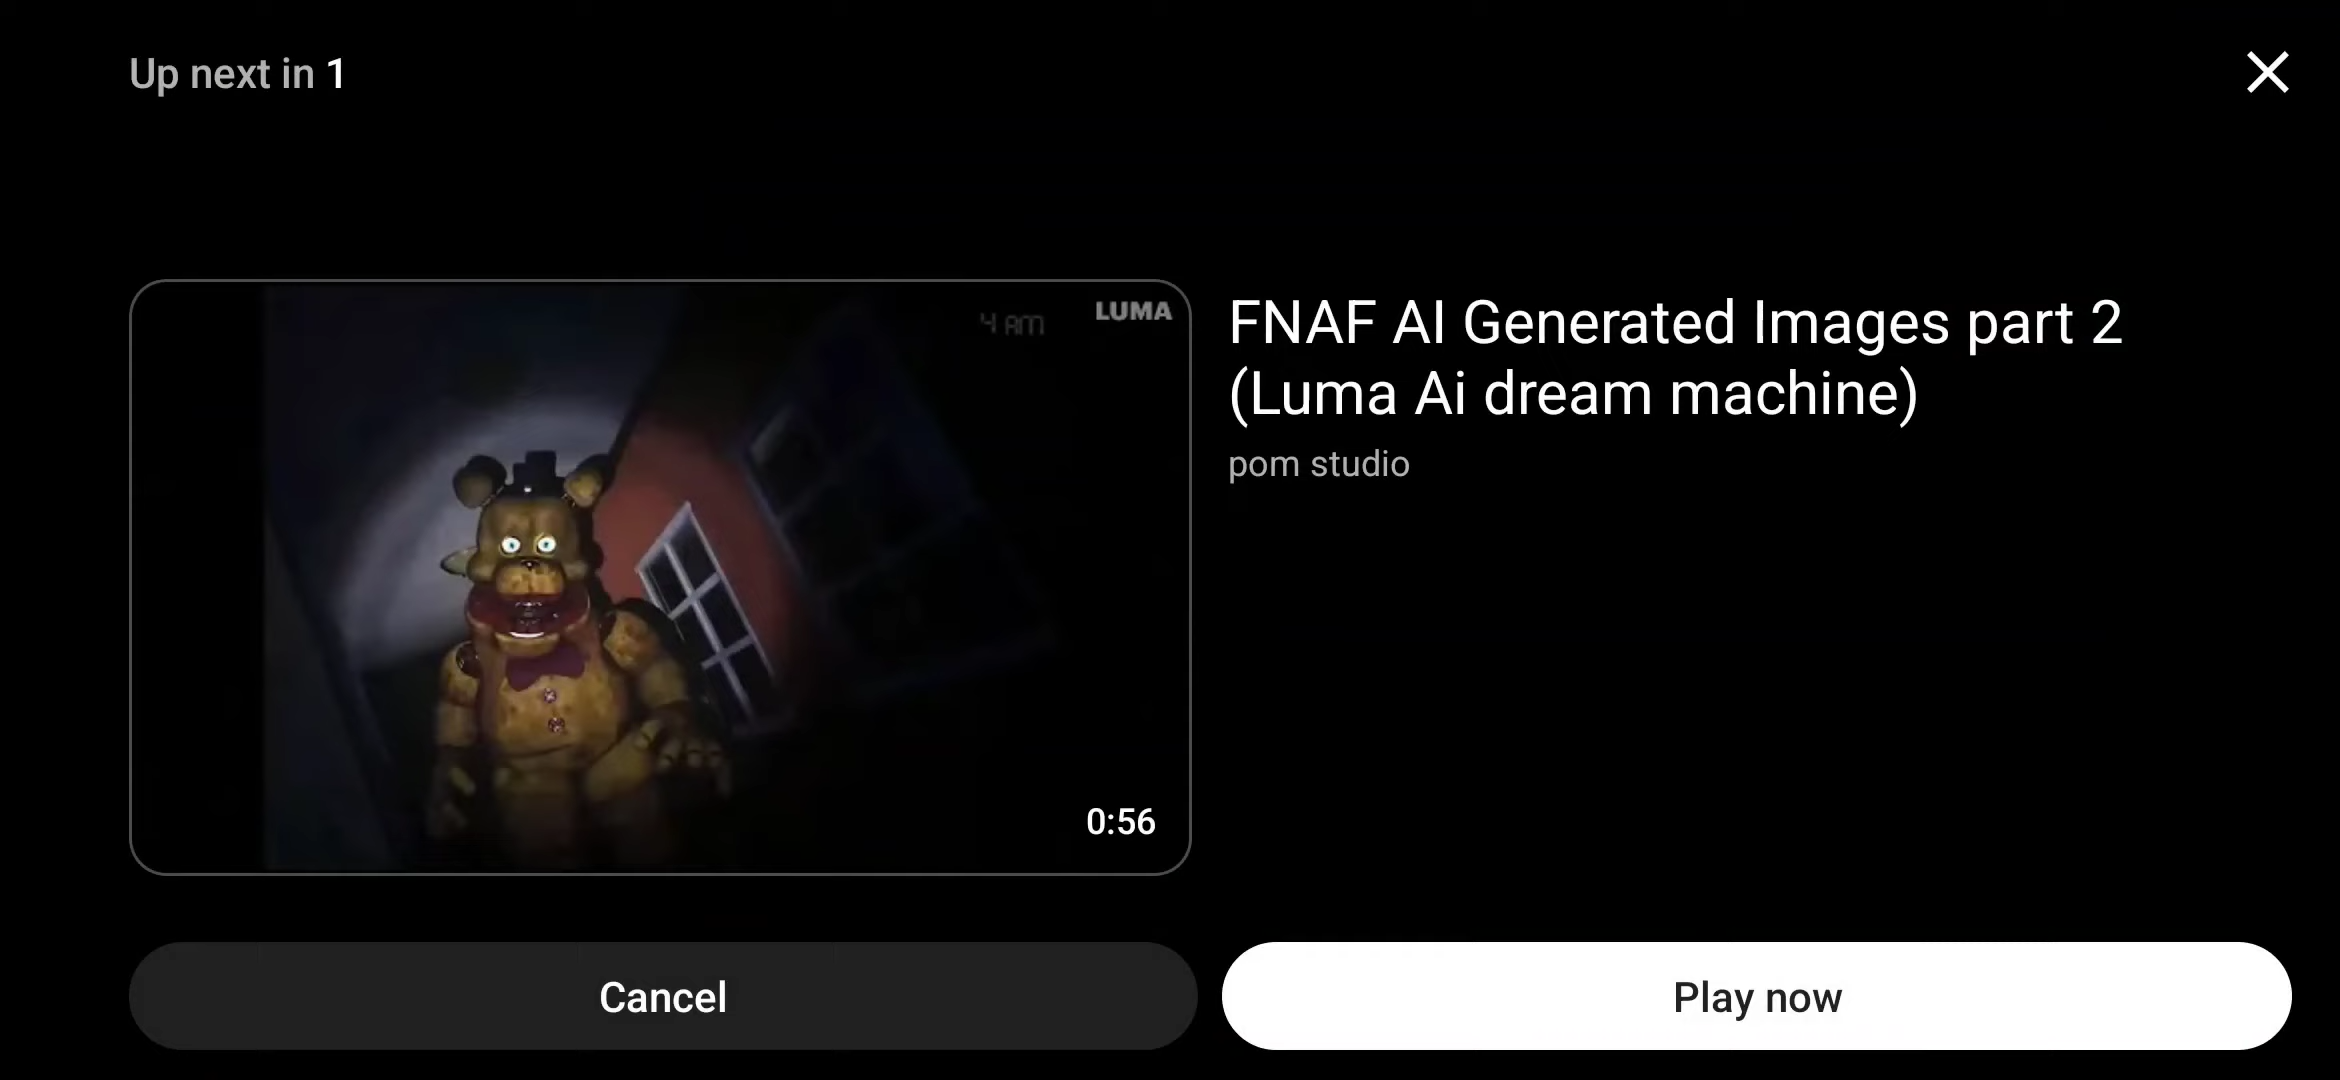 Up next in 1
4 AM
LUMA
FNAF AI Generated Images part 2
(Luma Ai dream machine)
pom studio
0:56
Cancel
Play now